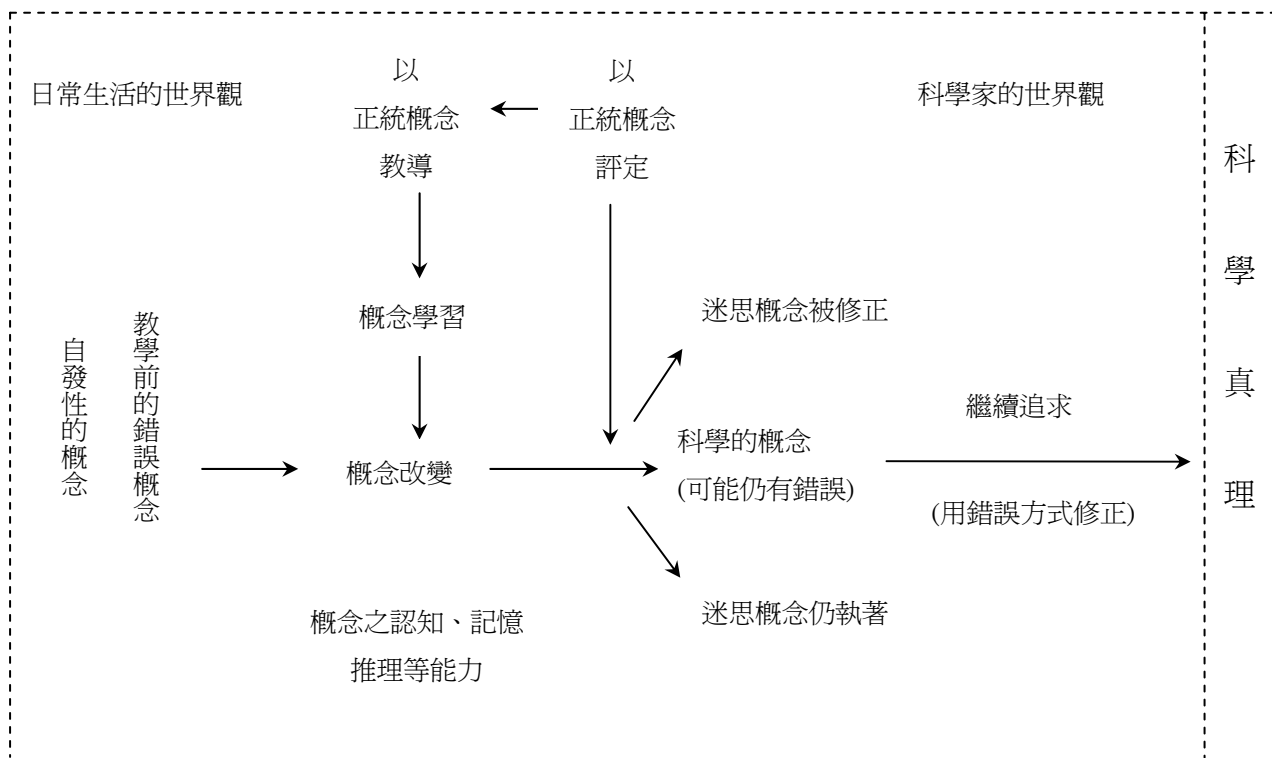 日常生活的世界觀
以
正統概念
教導
以
正統概念
評定
科學家的世界觀
科學真理
概念學習
迷思概念被修正
自發性的概念
教學前的錯誤概念
概念改變
科學的概念
(可能仍有錯誤)
繼續追求
(用錯誤方式修正)
迷思概念仍執著
概念之認知、記憶
推理等能力